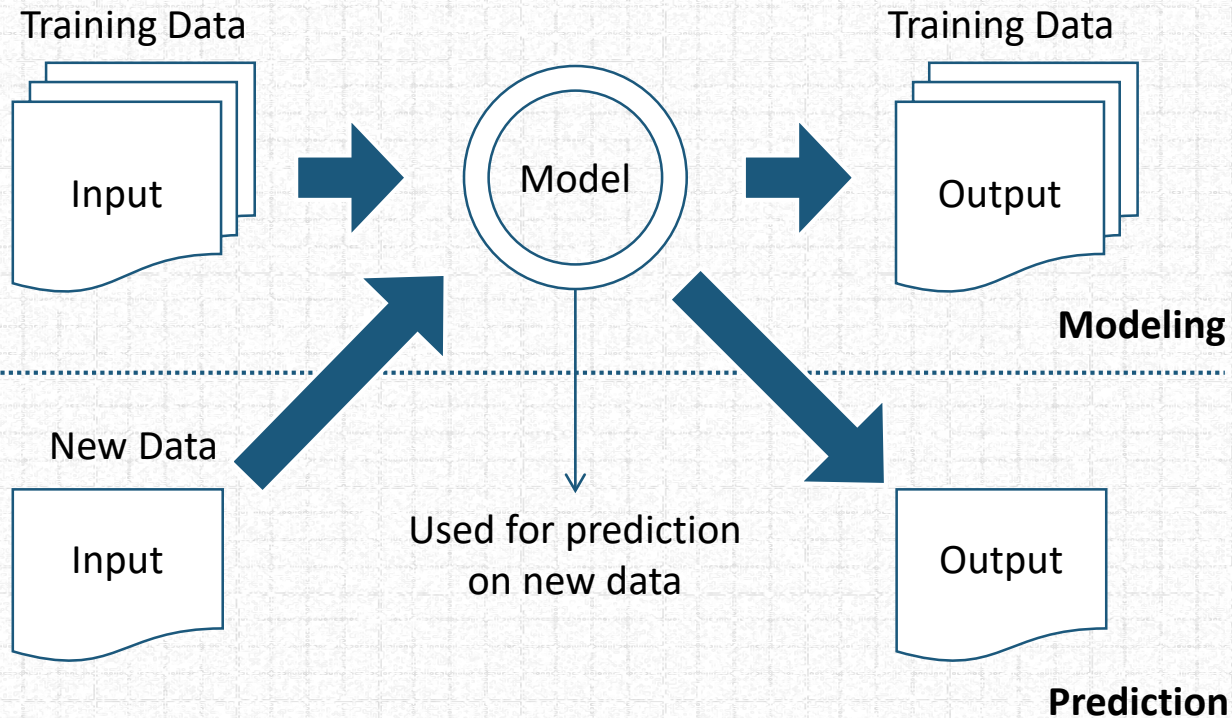 Training Data
Training Data
Input
Model
Output
Modeling
New Data
Input
Used for prediction
on new data
Output
Prediction